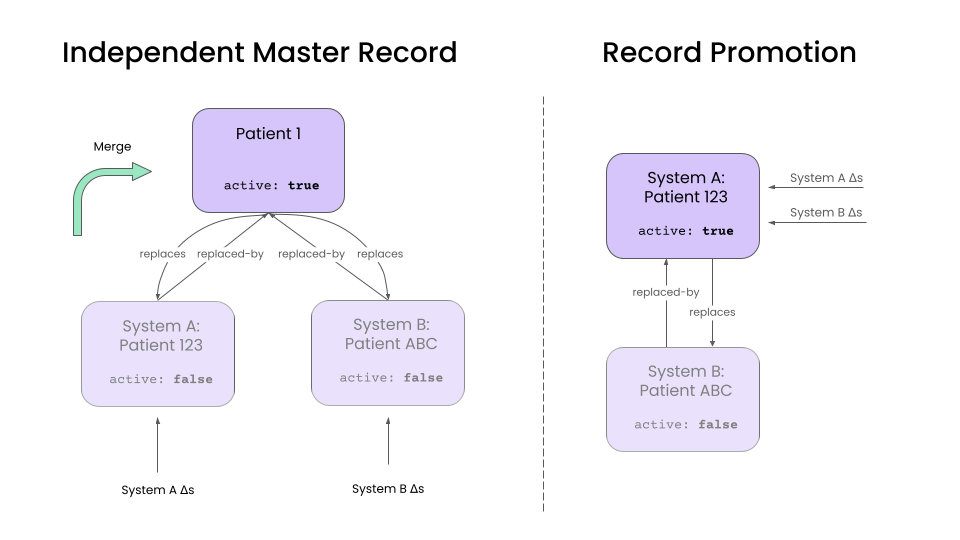 Independent Master Record
Merge
Patient 1
active: true
replaces
replaced-by
replaced-by
replaces
System A:
Patient 123
active: false
System B:
Patient ABC
active: false
System A Δs
System B Δs
Record Promotion
System A:
Patient 123
active: true
System A Δs
System B Δs
replaced-by
replaces
System B:
Patient ABC
active: false